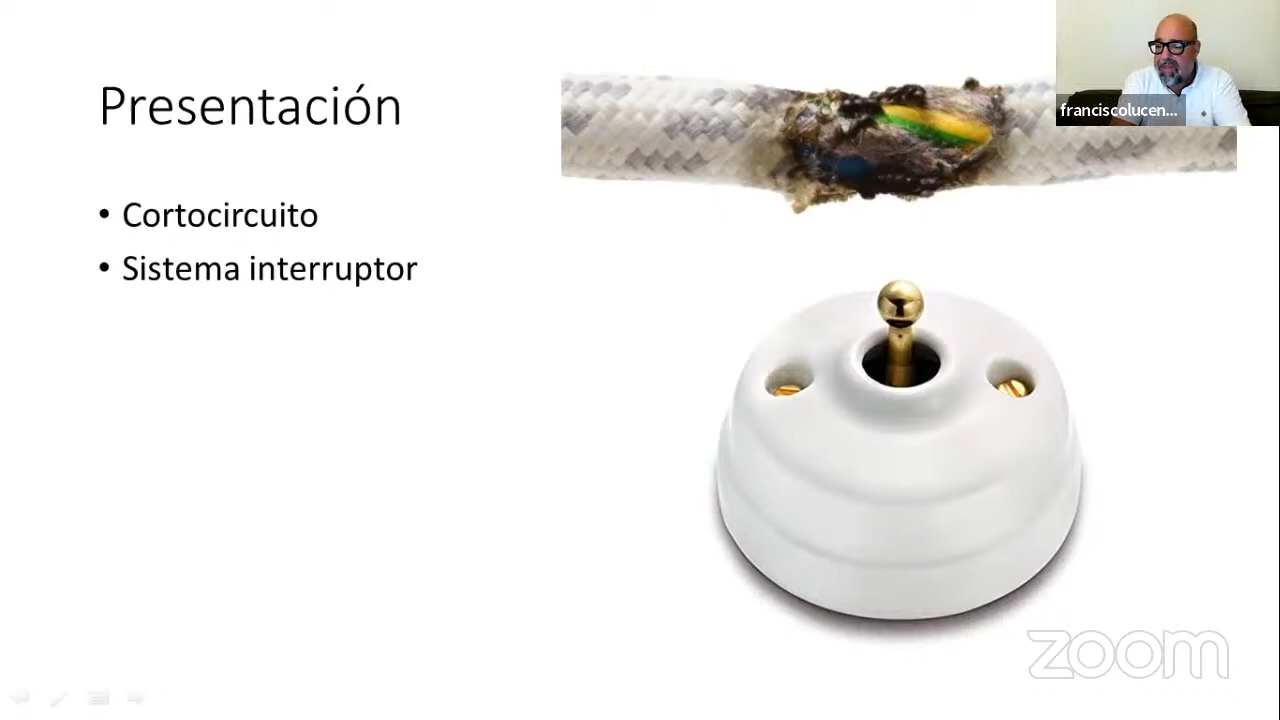 Presentación
franciscolucen...
• Cortocircuito
• Sistema interruptor
zoom